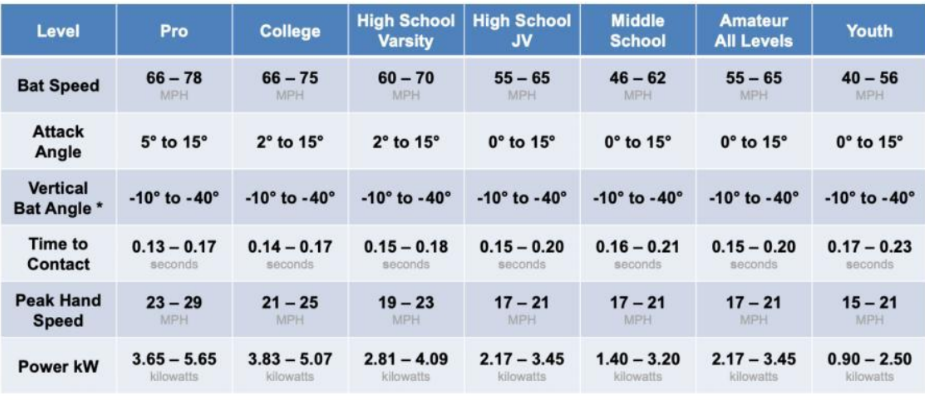 Level Pro College High School Varsity High School JV Middle School Amateur All Levels Youth
Bat Speed 66 – 78 MPH 66 – 75 MPH 60 – 70 MPH 55 – 65 MPH 46 – 62 MPH 55 – 65 MPH 40 – 56 MPH
Attack Angle 5° to 15° 2° to 15° 2° to 15° 0° to 15° 0° to 15° 0° to 15° 0° to 15°
Vertical Bat Angle * -10° to -40° -10° to -40° -10° to -40° -10° to -40° -10° to -40° -10° to -40° -10° to -40°
Time to Contact 0.13 – 0.17 seconds 0.14 – 0.17 seconds 0.15 – 0.18 seconds 0.15 – 0.20 seconds 0.16 – 0.21 seconds 0.15 – 0.20 seconds 0.17 – 0.23 seconds
Peak Hand Speed 23 – 29 MPH 21 – 25 MPH 19 – 23 MPH 17 – 21 MPH 17 – 21 MPH 17 – 21 MPH 15 – 21 MPH
Power kW 3.65 – 5.65 kilowatts 3.83 – 5.07 kilowatts 2.81 – 4.09 kilowatts 2.17 – 3.45 kilowatts 1.40 – 3.20 kilowatts 2.17 – 3.45 kilowatts 0.90 – 2.50 kilowatts